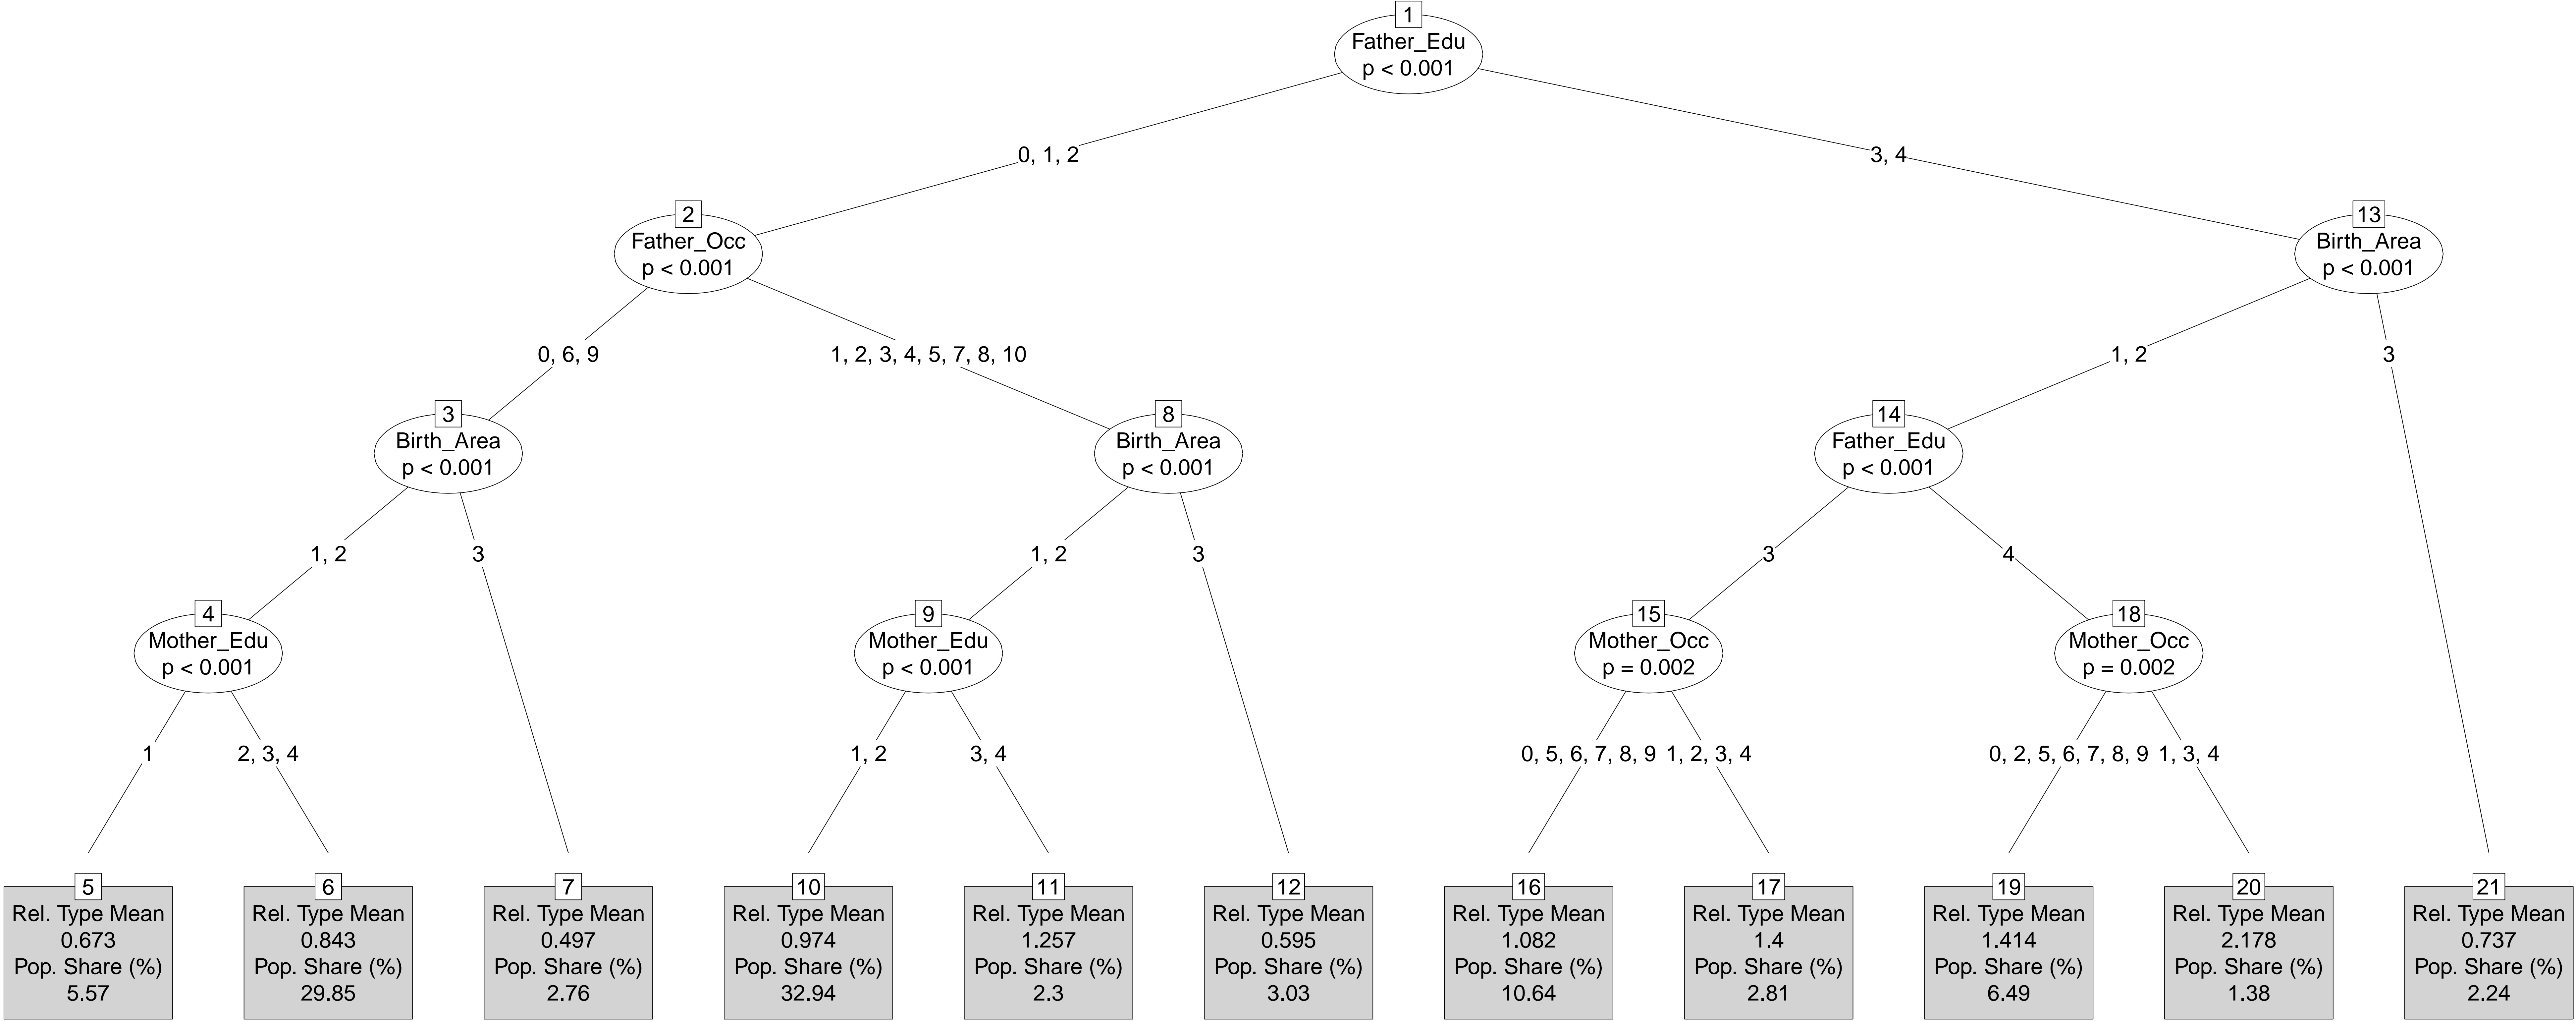 1
Father_Edu
p < 0.001
0, 1, 2
3, 4
2
Father_Occ
p < 0.001
13
Birth_Area
p < 0.001
0, 6, 9
1, 2, 3, 4, 5, 7, 8, 10
1, 2
3
3
Birth_Area
p < 0.001
8
Birth_Area
p < 0.001
14
Father_Edu
p < 0.001
1, 2
3
1, 2
3
3
4
4
Mother_Edu
p < 0.001
9
Mother_Edu
p < 0.001
15
Mother_Occ
p = 0.002
18
Mother_Occ
p = 0.002
1
2, 3, 4
1, 2
3, 4
0, 5, 6, 7, 8, 9
1, 2, 3, 4
0, 2, 5, 6, 7, 8, 9
1, 3, 4
5
Rel. Type Mean
0.673
Pop. Share (%)
5.57
6
Rel. Type Mean
0.843
Pop. Share (%)
29.85
7
Rel. Type Mean
0.497
Pop. Share (%)
2.76
10
Rel. Type Mean
0.974
Pop. Share (%)
32.94
11
Rel. Type Mean
1.257
Pop. Share (%)
2.3
12
Rel. Type Mean
0.595
Pop. Share (%)
3.03
16
Rel. Type Mean
1.082
Pop. Share (%)
10.64
17
Rel. Type Mean
1.4
Pop. Share (%)
2.81
19
Rel. Type Mean
1.414
Pop. Share (%)
6.49
20
Rel. Type Mean
2.178
Pop. Share (%)
1.38
21
Rel. Type Mean
0.737
Pop. Share (%)
2.24